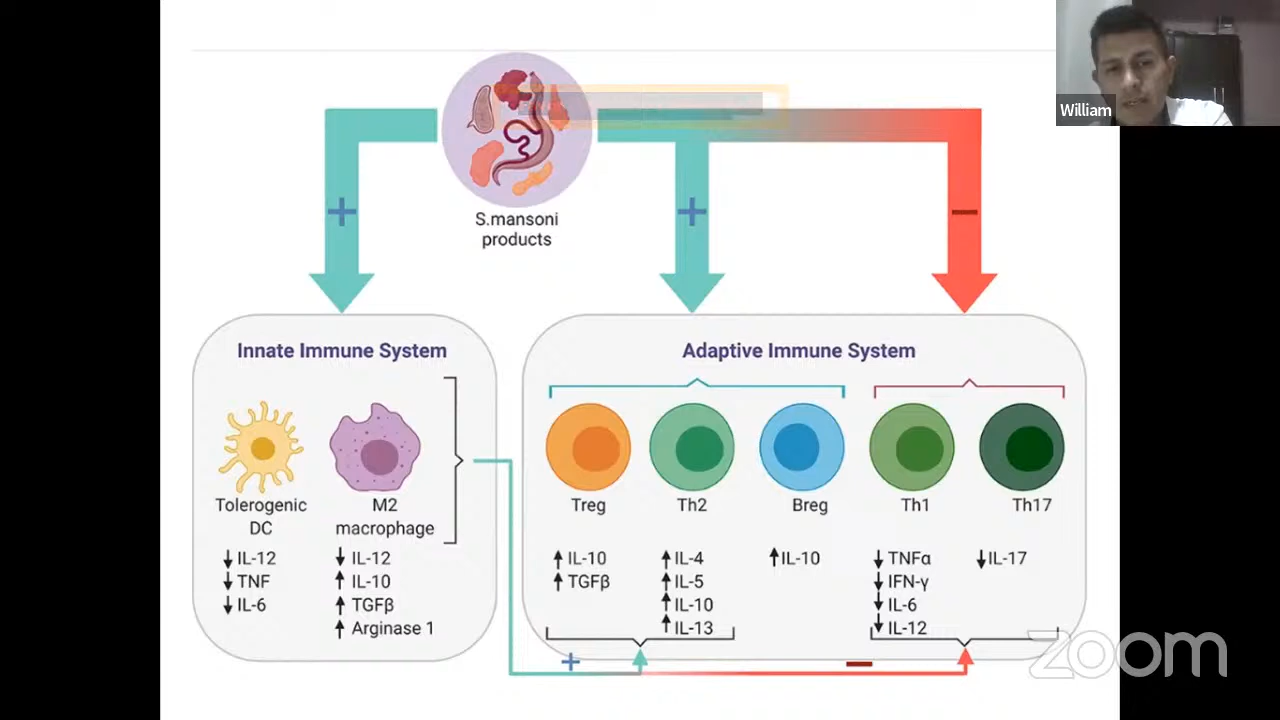 William
S.mansoni
products
+
+
−
Innate Immune System
Adaptive Immune System
Tolerogenic
DC
M2
macrophage
Treg
Th2
Breg
Th1
Th17
↓ IL-12
↓ TNF
↓ IL-6
↓ IL-12
↑ IL-10
↑ TGFβ
↑ Arginase 1
↑ IL-10
↑ TGFβ
↑ IL-4
↑ IL-5
↑ IL-10
↑ IL-13
↑ IL-10
↓ TNFα
↓ IFN-γ
↓ IL-6
↓ IL-12
↓ IL-17
+
−
zoom